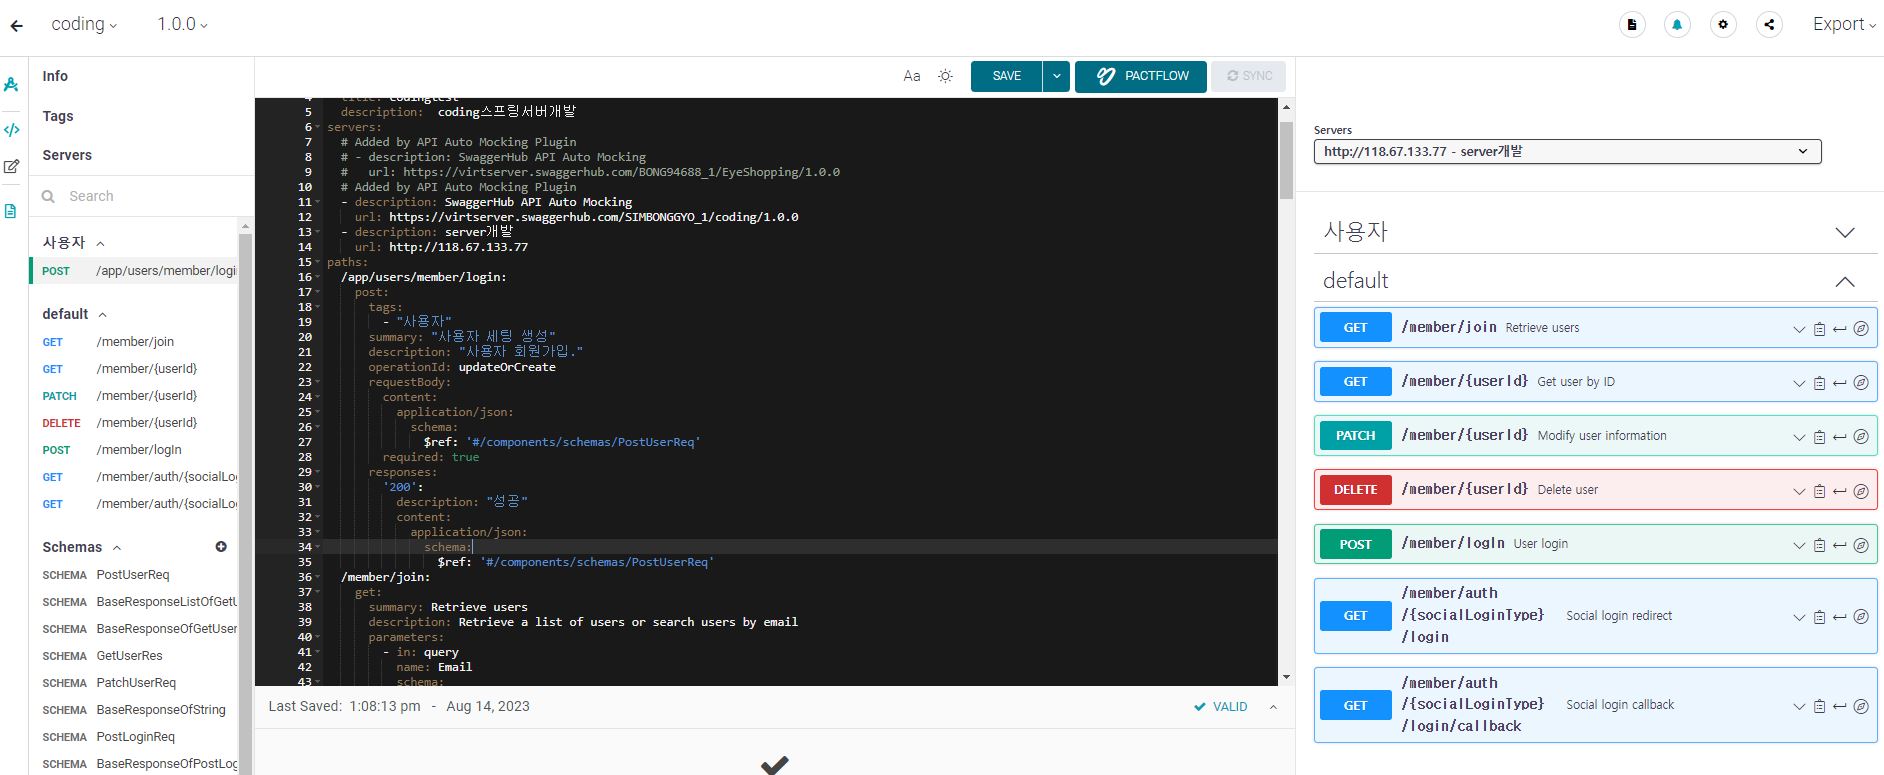 coding
1.0.0
Export
Info
Tags
Servers
Search
사용자
POST /app/users/member/logi
default
GET /member/join
GET /member/{userId}
PATCH /member/{userId}
DELETE /member/{userId}
POST /member/logIn
GET /member/auth/{socialLo
GET /member/auth/{socialLo
Schemas
SCHEMA PostUserReq
SCHEMA BaseResponseListOfGetU
SCHEMA BaseResponseOfGetUser
SCHEMA GetUserRes
SCHEMA PatchUserReq
SCHEMA BaseResponseOfString
SCHEMA PostLoginReq
SCHEMA BaseResponseOfPostLog
Aa
SAVE
PACTFLOW
SYNC
4 title: codingtest
5 description:  coding스프링서버개발
6 servers:
7 # Added by API Auto Mocking Plugin
8 # - description: SwaggerHub API Auto Mocking
9 #   url: https://virtserver.swaggerhub.com/BONG94688_1/EyeShopping/1.0.0
10 # Added by API Auto Mocking Plugin
11 - description: SwaggerHub API Auto Mocking
12 url: https://virtserver.swaggerhub.com/SIMBONGGYO_1/coding/1.0.0
13 - description: server개발
14 url: http://118.67.133.77
15 paths:
16 /app/users/member/login:
17 post:
18 tags:
19 - "사용자"
20 summary: "사용자 세팅 생성"
21 description: "사용자 회원가입."
22 operationId: updateOrCreate
23 requestBody:
24 content:
25 application/json:
26 schema:
27 $ref: '#/components/schemas/PostUserReq'
28 required: true
29 responses:
30 '200':
31 description: "성공"
32 content:
33 application/json:
34 schema:
35 $ref: '#/components/schemas/PostUserReq'
36 /member/join:
37 get:
38 summary: Retrieve users
39 description: Retrieve a list of users or search users by email
40 parameters:
41 - in: query
42 name: Email
43 schema:
Last Saved: 1:08:13 pm - Aug 14, 2023
VALID
Servers
http://118.67.133.77 - server개발
사용자
default
GET /member/join Retrieve users
GET /member/{userId} Get user by ID
PATCH /member/{userId} Modify user information
DELETE /member/{userId} Delete user
POST /member/logIn User login
/member/auth
GET /{socialLoginType} Social login redirect
/login
/member/auth
GET /{socialLoginType} Social login callback
/login/callback